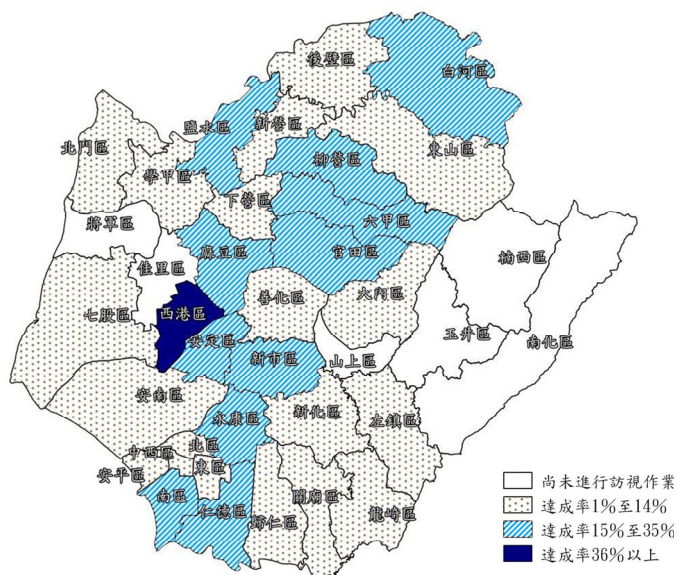 後壁區
白河區
鹽水區
新營區
北門區
學甲區
柳營區
東山區
下營區
將軍區
六甲區
麻豆區
官田區
楠西區
佳里區
善化區
大內區
七股區
西港區
安定區
新市區
山上區
玉井區
南化區
安南區
永康區
新化區
左鎮區
中西區
北區
安平區
東區
南區
仁德區
歸仁區
關廟區
龍崎區
尚未進行訪視作業
達成率1%至14%
達成率15%至35%
達成率36%以上